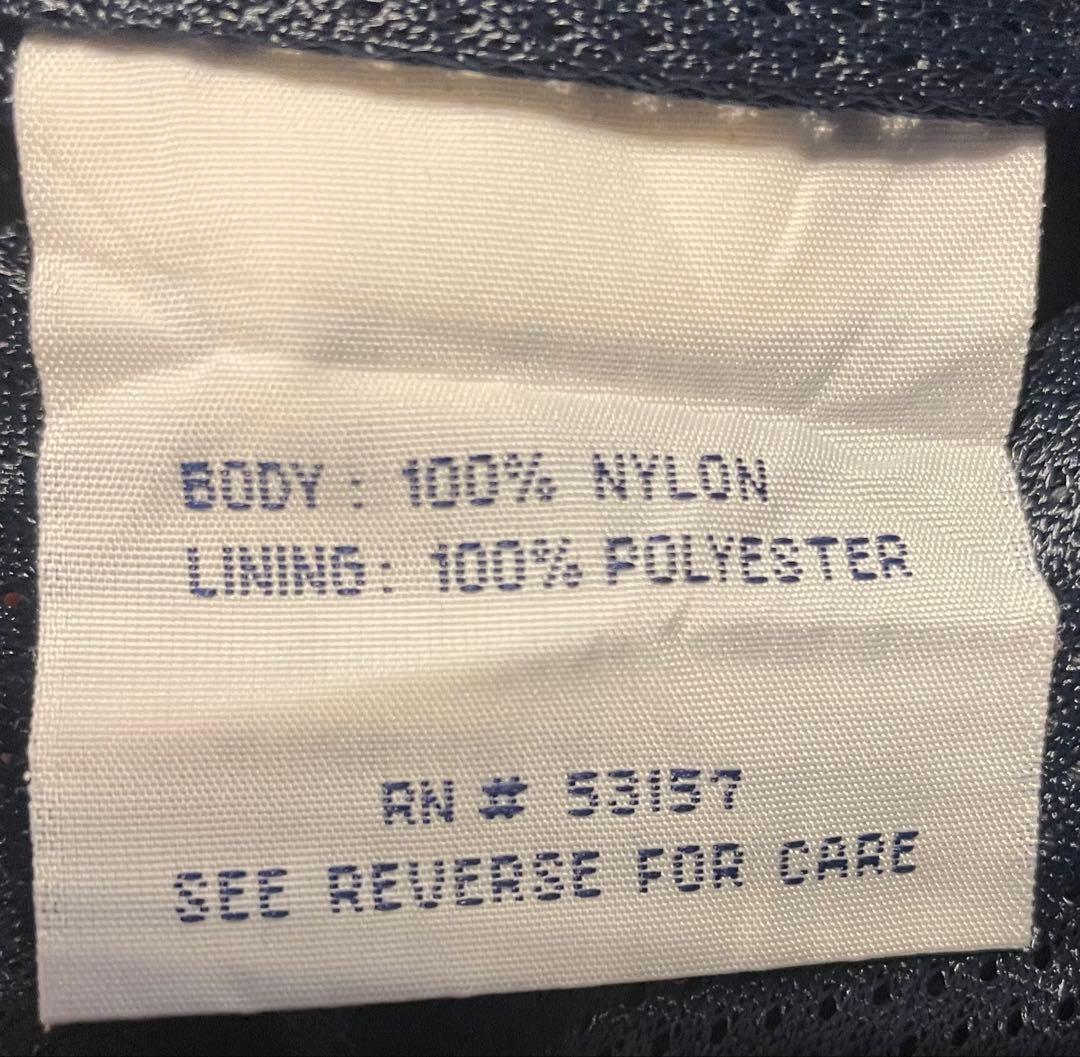 BODY: 100% NYLON
LINING: 100% POLYESTER
RN # 53157
SEE REVERSE FOR CARE